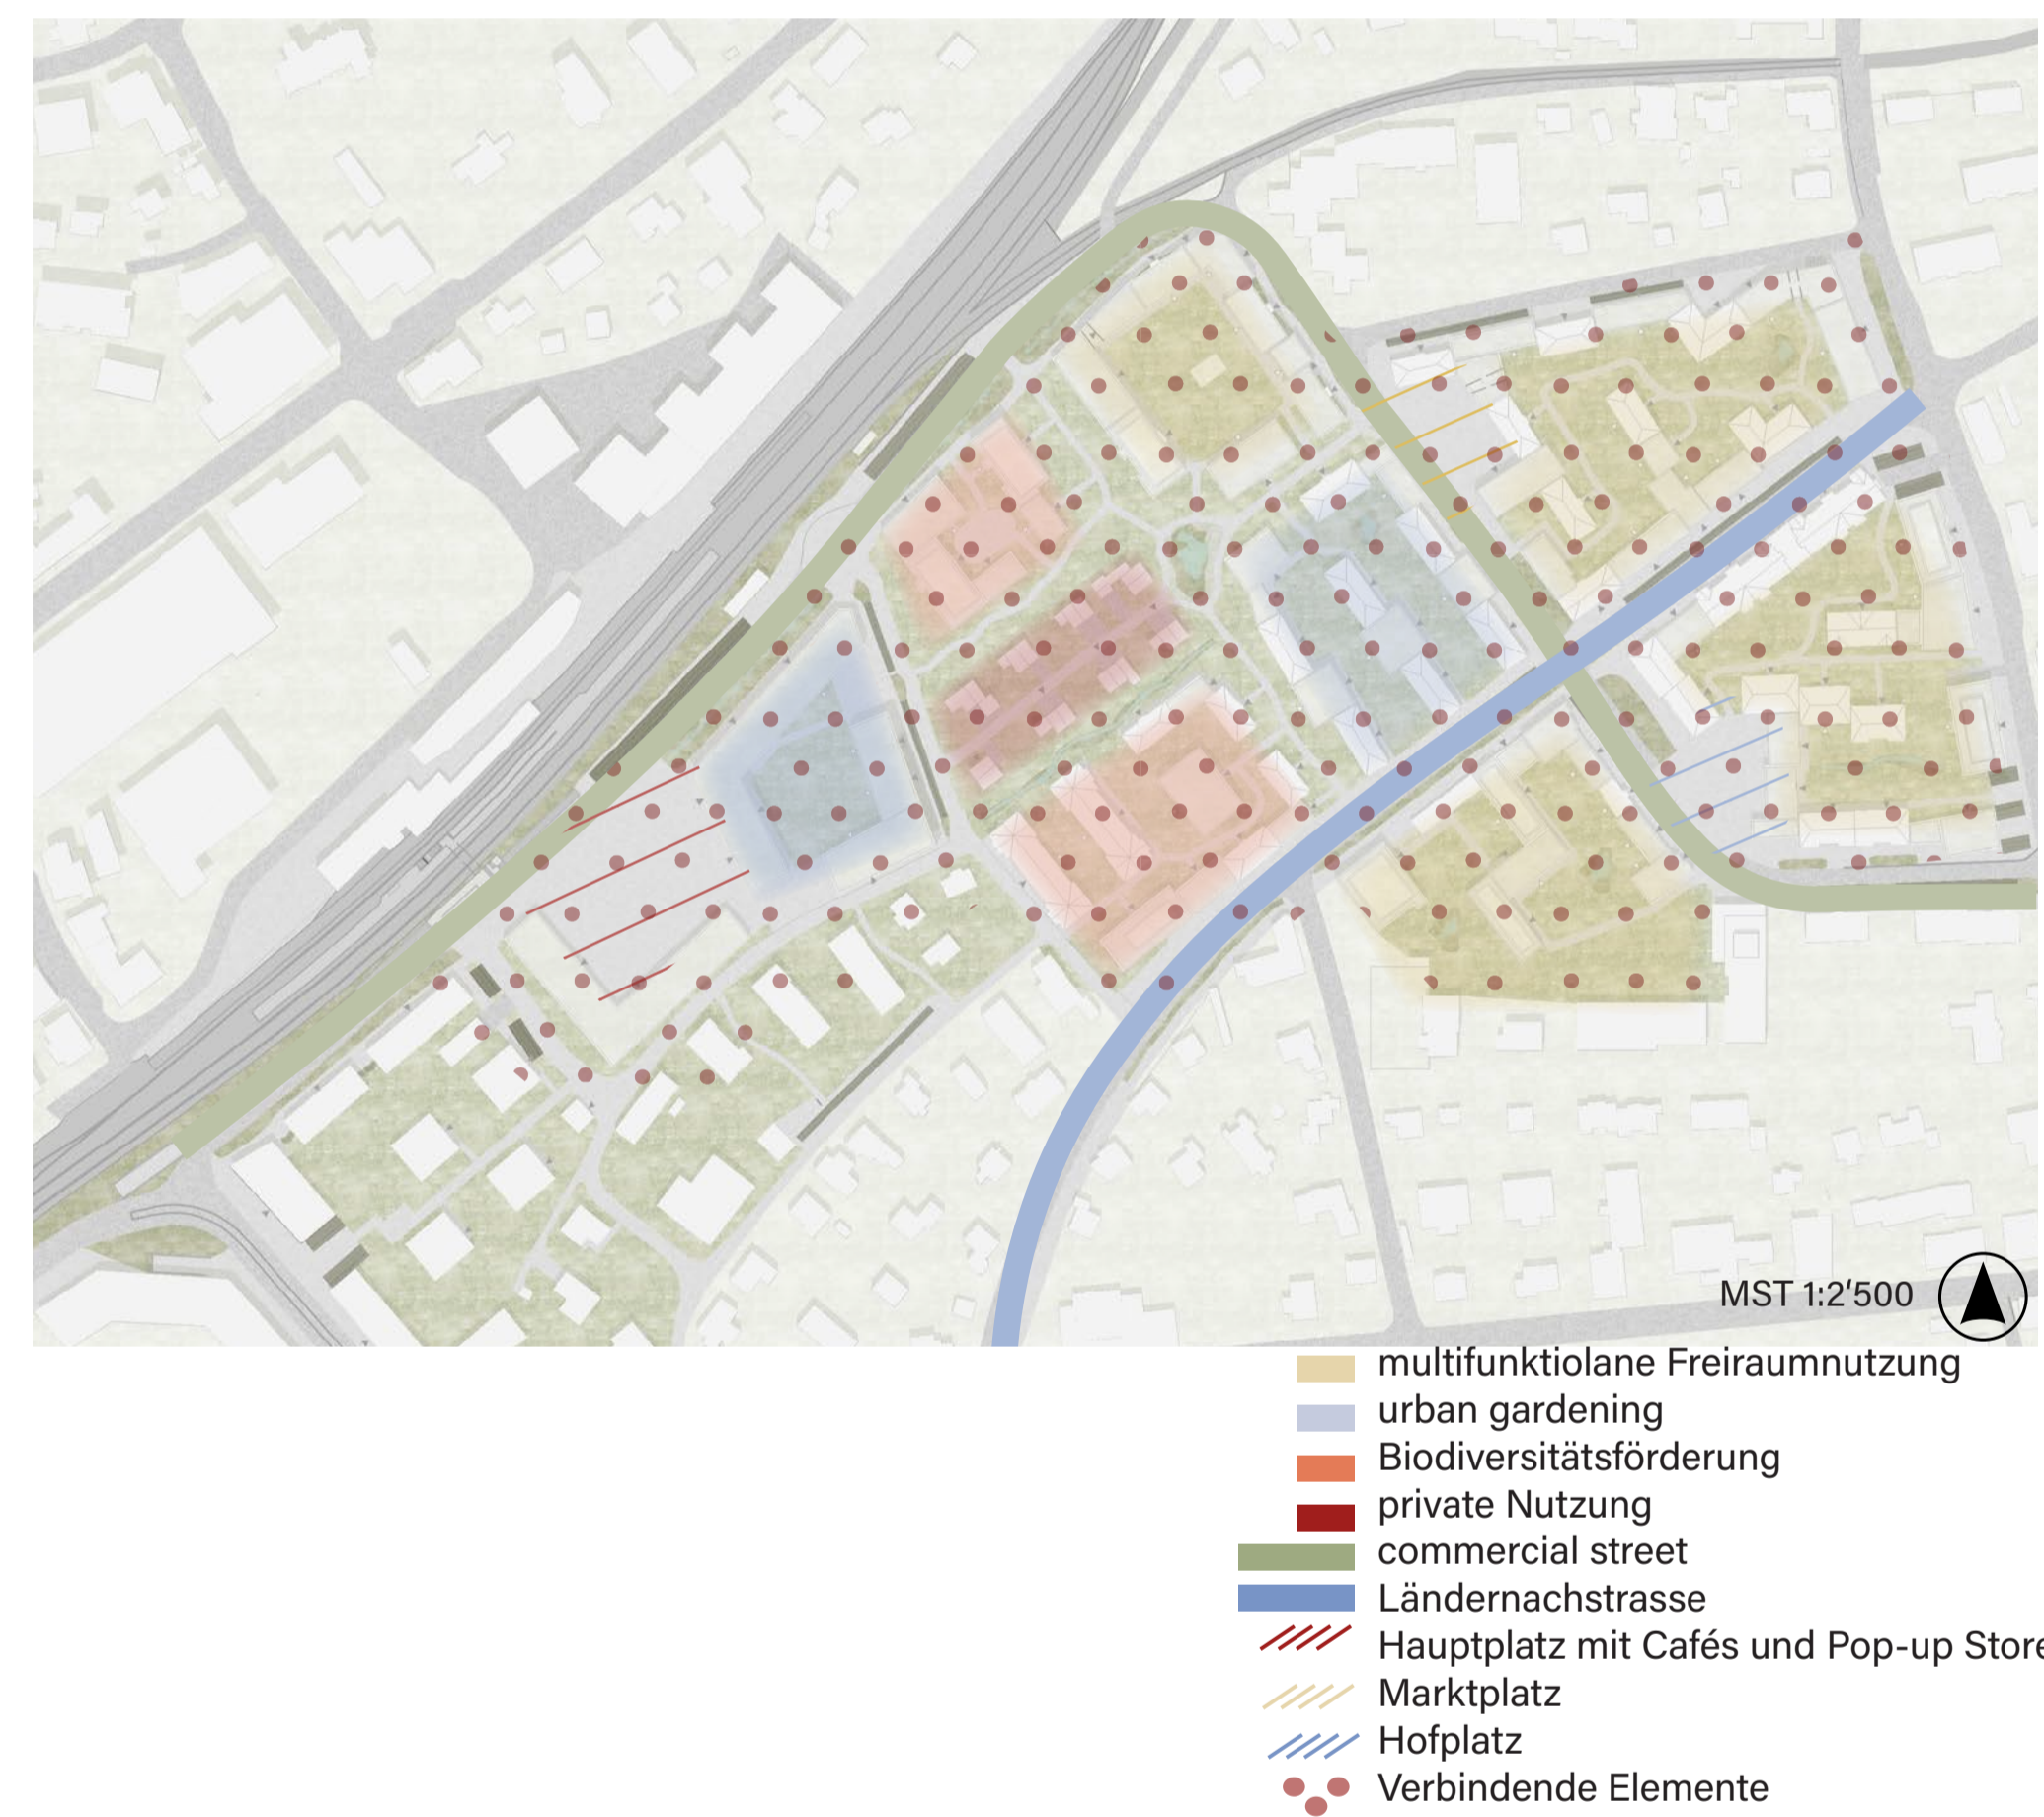 MST 1:2‘500
multifunktiolane Freiraumnutzung
urban gardening
Biodiversitätsförderung
private Nutzung
commercial street
Ländernachstrasse
Hauptplatz mit Cafés und Pop-up Store
Marktplatz
Hofplatz
Verbindende Elemente